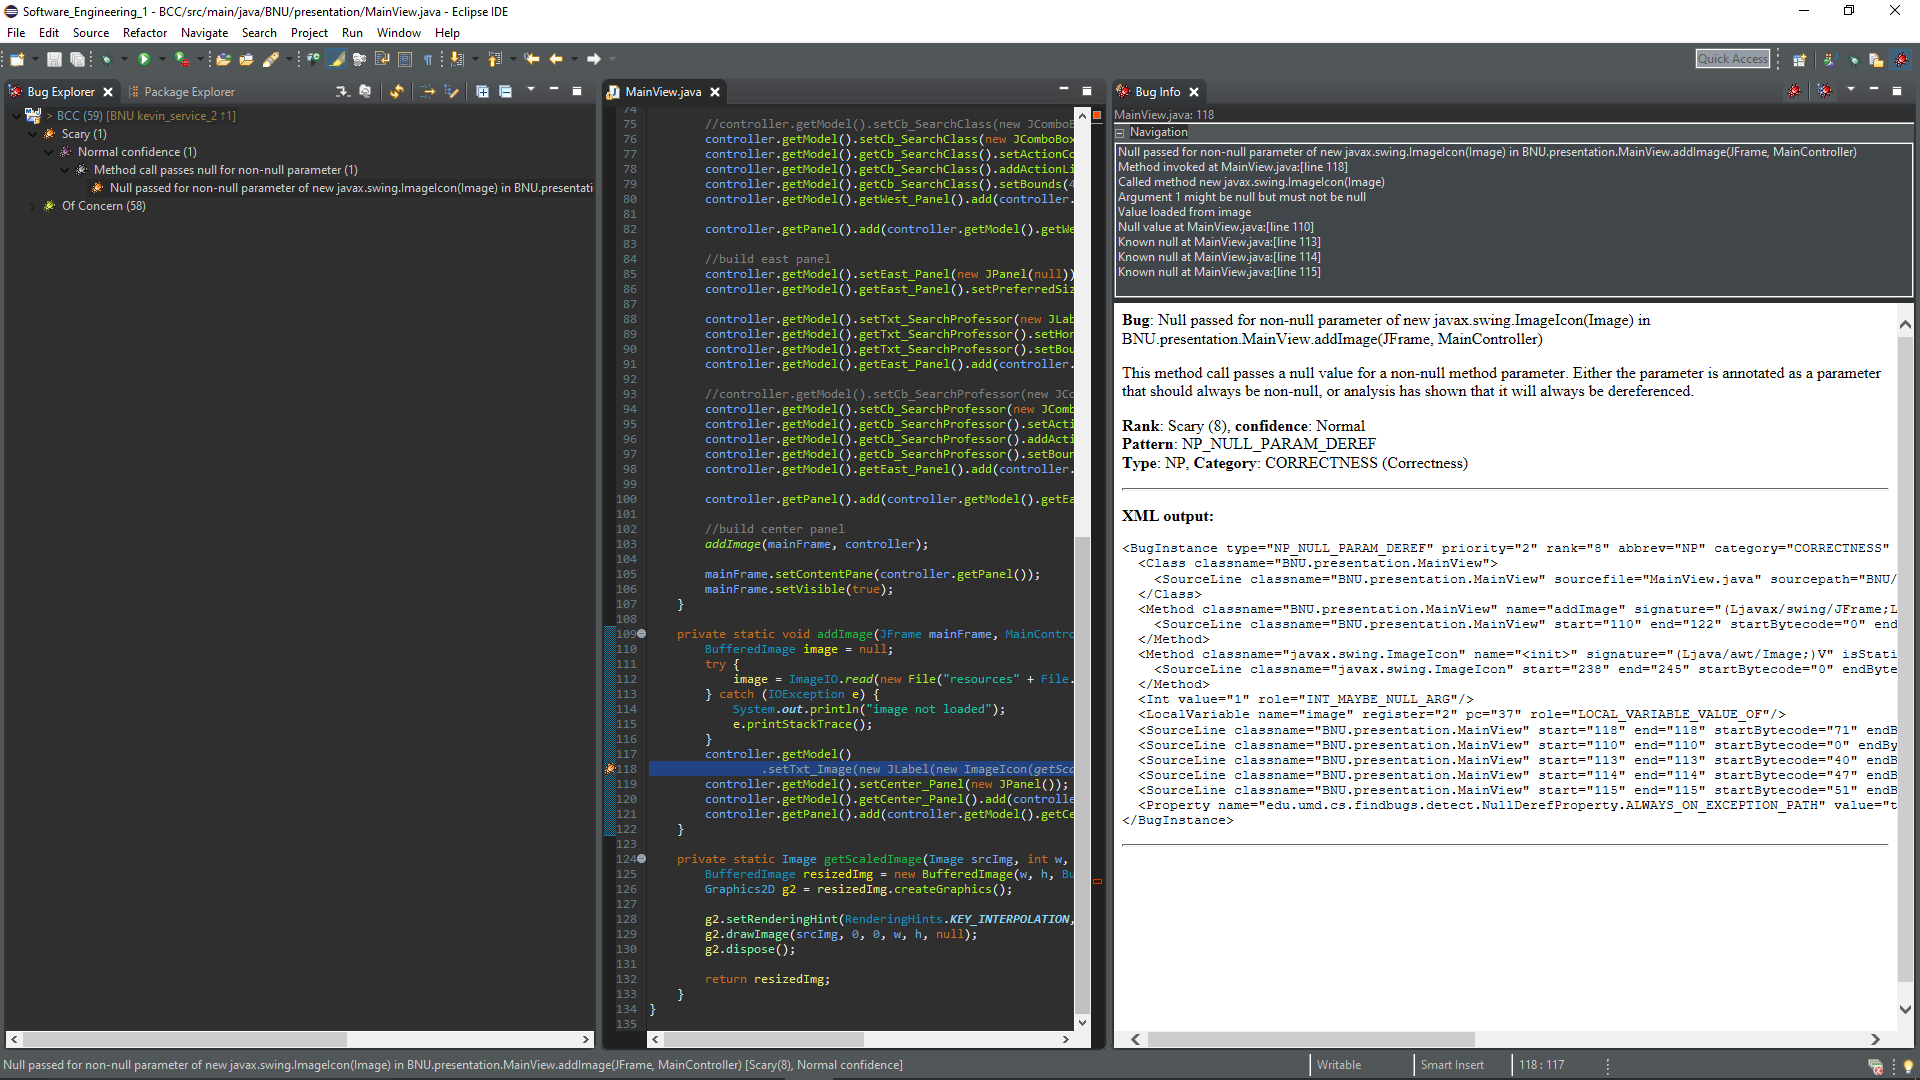 Software_Engineering_1 - BCC/src/main/java/BNU/presentation/MainView.java - Eclipse IDE
File Edit Source Refactor Navigate Search Project Run Window Help
Quick Access
Bug Explorer Package Explorer
> BCC (59) [BNU kevin_service_2 ↑1]
Scary (1)
Normal confidence (1)
Method call passes null for non-null parameter (1)
Null passed for non-null parameter of new javax.swing.ImageIcon(Image) in BNU.presentati
Of Concern (58)
MainView.java
74
75 //controller.getModel().setCb_SearchClass(new JComboB
76 controller.getModel().setCb_SearchClass(new JComboBox
77 controller.getModel().getCb_SearchClass().setActionCo
78 controller.getModel().getCb_SearchClass().addActionLi
79 controller.getModel().getCb_SearchClass().setBounds(4
80 controller.getModel().getWest_Panel().add(controller.
81
82 controller.getPanel().add(controller.getModel().getWe
83
84 //build east panel
85 controller.getModel().setEast_Panel(new JPanel(null))
86 controller.getModel().getEast_Panel().setPreferredSiz
87
88 controller.getModel().setTxt_SearchProfessor(new JLab
89 controller.getModel().getTxt_SearchProfessor().setHor
90 controller.getModel().getTxt_SearchProfessor().setBou
91 controller.getModel().getEast_Panel().add(controller.
92
93 //controller.getModel().setCb_SearchProfessor(new JCo
94 controller.getModel().setCb_SearchProfessor(new JComb
95 controller.getModel().getCb_SearchProfessor().setActi
96 controller.getModel().getCb_SearchProfessor().addActi
97 controller.getModel().getCb_SearchProfessor().setBoun
98 controller.getModel().getEast_Panel().add(controller.
99
100 controller.getPanel().add(controller.getModel().getEa
101
102 //build center panel
103 addImage(mainFrame, controller);
104
105 mainFrame.setContentPane(controller.getPanel());
106 mainFrame.setVisible(true);
107 }
108
109 private static void addImage(JFrame mainFrame, MainContro
110 BufferedImage image = null;
111 try {
112 image = ImageIO.read(new File("resources" + File.
113 } catch (IOException e) {
114 System.out.println("image not loaded");
115 e.printStackTrace();
116 }
117 controller.getModel()
118 .setTxt_Image(new JLabel(new ImageIcon(getSca
119 controller.getModel().setCenter_Panel(new JPanel());
120 controller.getModel().getCenter_Panel().add(controlle
121 controller.getPanel().add(controller.getModel().getCe
122 }
123
124 private static Image getScaledImage(Image srcImg, int w,
125 BufferedImage resizedImg = new BufferedImage(w, h, Bu
126 Graphics2D g2 = resizedImg.createGraphics();
127
128 g2.setRenderingHint(RenderingHints.KEY_INTERPOLATION,
129 g2.drawImage(srcImg, 0, 0, w, h, null);
130 g2.dispose();
131
132 return resizedImg;
133 }
134 }
135
Bug Info
MainView.java: 118
Navigation
Null passed for non-null parameter of new javax.swing.ImageIcon(Image) in BNU.presentation.MainView.addImage(JFrame, MainController)
Method invoked at MainView.java:[line 118]
Called method new javax.swing.ImageIcon(Image)
Argument 1 might be null but must not be null
Value loaded from image
Null value at MainView.java:[line 110]
Known null at MainView.java:[line 113]
Known null at MainView.java:[line 114]
Known null at MainView.java:[line 115]
Bug: Null passed for non-null parameter of new javax.swing.ImageIcon(Image) in
BNU.presentation.MainView.addImage(JFrame, MainController)
This method call passes a null value for a non-null method parameter. Either the parameter is annotated as a parameter
that should always be non-null, or analysis has shown that it will always be dereferenced.
Rank: Scary (8), confidence: Normal
Pattern: NP_NULL_PARAM_DEREF
Type: NP, Category: CORRECTNESS (Correctness)
XML output:
<BugInstance type="NP_NULL_PARAM_DEREF" priority="2" rank="8" abbrev="NP" category="CORRECTNESS"
<Class classname="BNU.presentation.MainView">
<SourceLine classname="BNU.presentation.MainView" sourcefile="MainView.java" sourcepath="BNU/
</Class>
<Method classname="BNU.presentation.MainView" name="addImage" signature="(Ljavax/swing/JFrame;L
<SourceLine classname="BNU.presentation.MainView" start="110" end="122" startBytecode="0" end
</Method>
<Method classname="javax.swing.ImageIcon" name="<init>" signature="(Ljava/awt/Image;)V" isStati
<SourceLine classname="javax.swing.ImageIcon" start="238" end="245" startBytecode="0" endByte
</Method>
<Int value="1" role="INT_MAYBE_NULL_ARG"/>
<LocalVariable name="image" register="2" pc="37" role="LOCAL_VARIABLE_VALUE_OF"/>
<SourceLine classname="BNU.presentation.MainView" start="118" end="118" startBytecode="71" endB
<SourceLine classname="BNU.presentation.MainView" start="110" end="110" startBytecode="0" endBy
<SourceLine classname="BNU.presentation.MainView" start="113" end="113" startBytecode="40" endB
<SourceLine classname="BNU.presentation.MainView" start="114" end="114" startBytecode="47" endB
<SourceLine classname="BNU.presentation.MainView" start="115" end="115" startBytecode="51" endB
<Property name="edu.umd.cs.findbugs.detect.NullDerefProperty.ALWAYS_ON_EXCEPTION_PATH" value="t
</BugInstance>
Null passed for non-null parameter of new javax.swing.ImageIcon(Image) in BNU.presentation.MainView.addImage(JFrame, MainController) [Scary(8), Normal confidence]
Writable Smart Insert 118 : 117